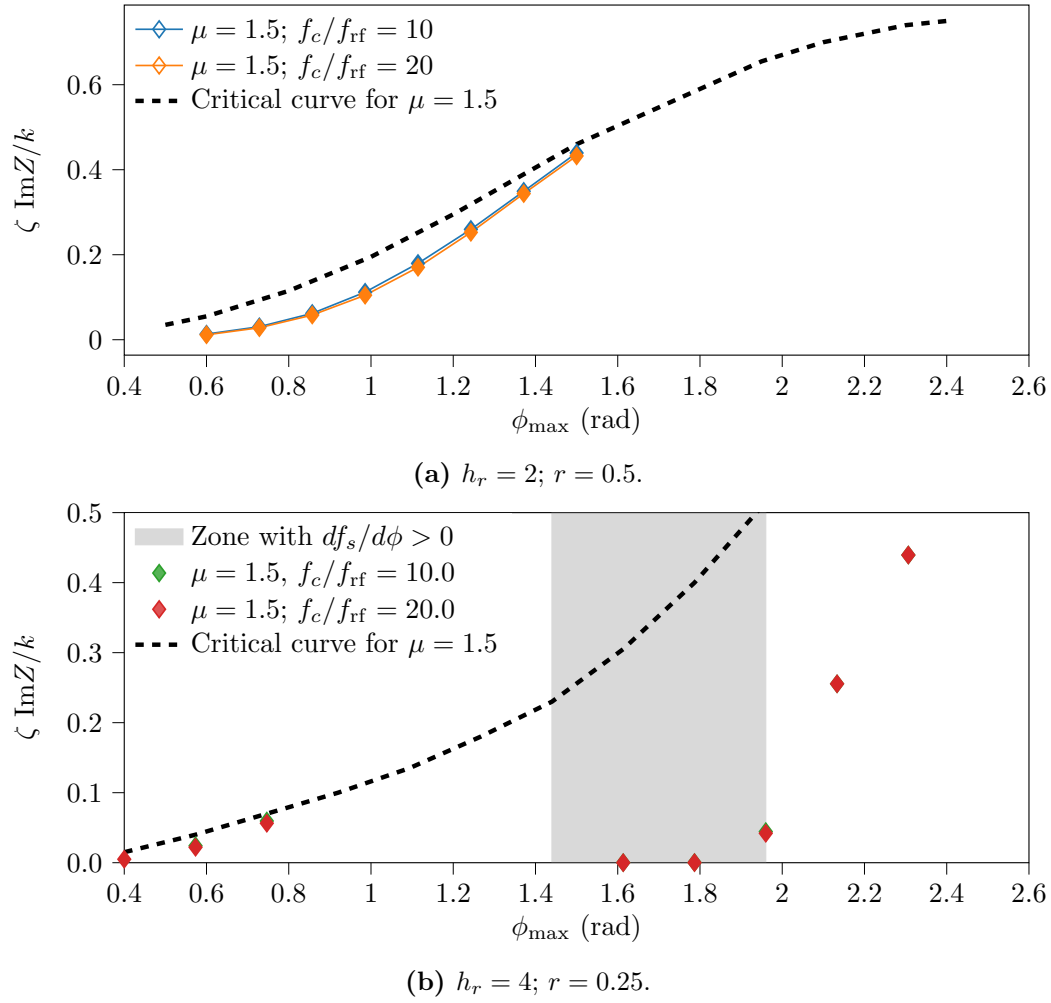 μ = 1.5; f_c/f_rf = 10
μ = 1.5; f_c/f_rf = 20
Critical curve for μ = 1.5
ζ ImZ/k
0.6
0.4
0.2
0
0.4 0.6 0.8 1 1.2 1.4 1.6 1.8 2 2.2 2.4 2.6
ϕ_max (rad)
(a) h_r = 2; r = 0.5.
Zone with df_s/dϕ > 0
μ = 1.5, f_c/f_rf = 10.0
μ = 1.5; f_c/f_rf = 20.0
Critical curve for μ = 1.5
ζ ImZ/k
0.5
0.4
0.3
0.2
0.1
0.0
0.4 0.6 0.8 1 1.2 1.4 1.6 1.8 2 2.2 2.4 2.6
ϕ_max (rad)
(b) h_r = 4; r = 0.25.